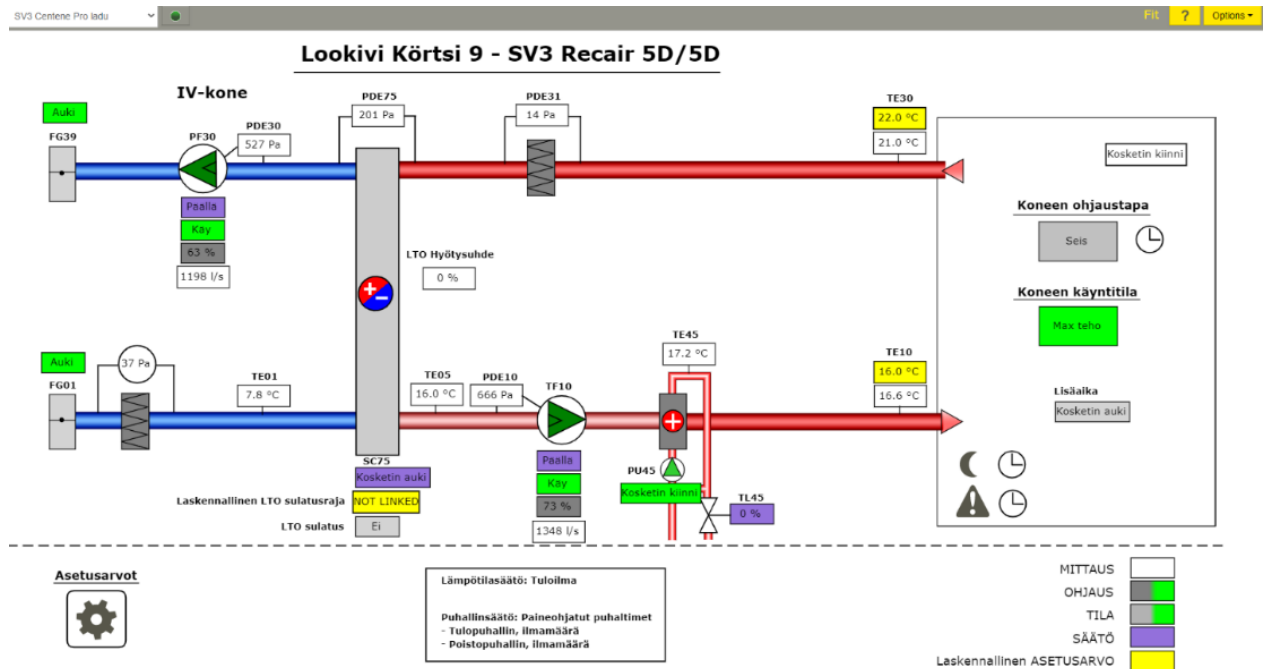 SV3 Centene Pro ladu
Fit
?
Options
Lookivi Körtsi 9 - SV3 Recair 5D/5D
IV-kone
Auki
FG39
PF30
PDE30
527 Pa
PDE75
201 Pa
PDE31
14 Pa
TE30
22.0 °C
21.0 °C
Kosketin kiinni
Paalla
Kay
63 %
1198 l/s
LTO Hyötysuhde
0 %
Koneen ohjaustapa
Seis
Koneen käyntitila
Max teho
Auki
FG01
37 Pa
TE01
7.8 °C
TE05
16.0 °C
PDE10
666 Pa
TF10
TE45
17.2 °C
TE10
16.0 °C
16.6 °C
Lisäaika
Kosketin auki
SC75
Kosketin auki
Laskennallinen LTO sulatusraja
NOT LINKED
LTO sulatus
Ei
Paalla
Kay
73 %
1348 l/s
PU45
Kosketin kiinni
TL45
0 %
Asetusarvot
Lämpötilasäätö: Tuloilma
Puhallinsäätö: Paineohjatut puhaltimet
- Tulopuhallin, ilmamäärä
- Poistopuhallin, ilmamäärä
MITTAUS
OHJAUS
TILA
SÄÄTÖ
Laskennallinen ASETUSARVO